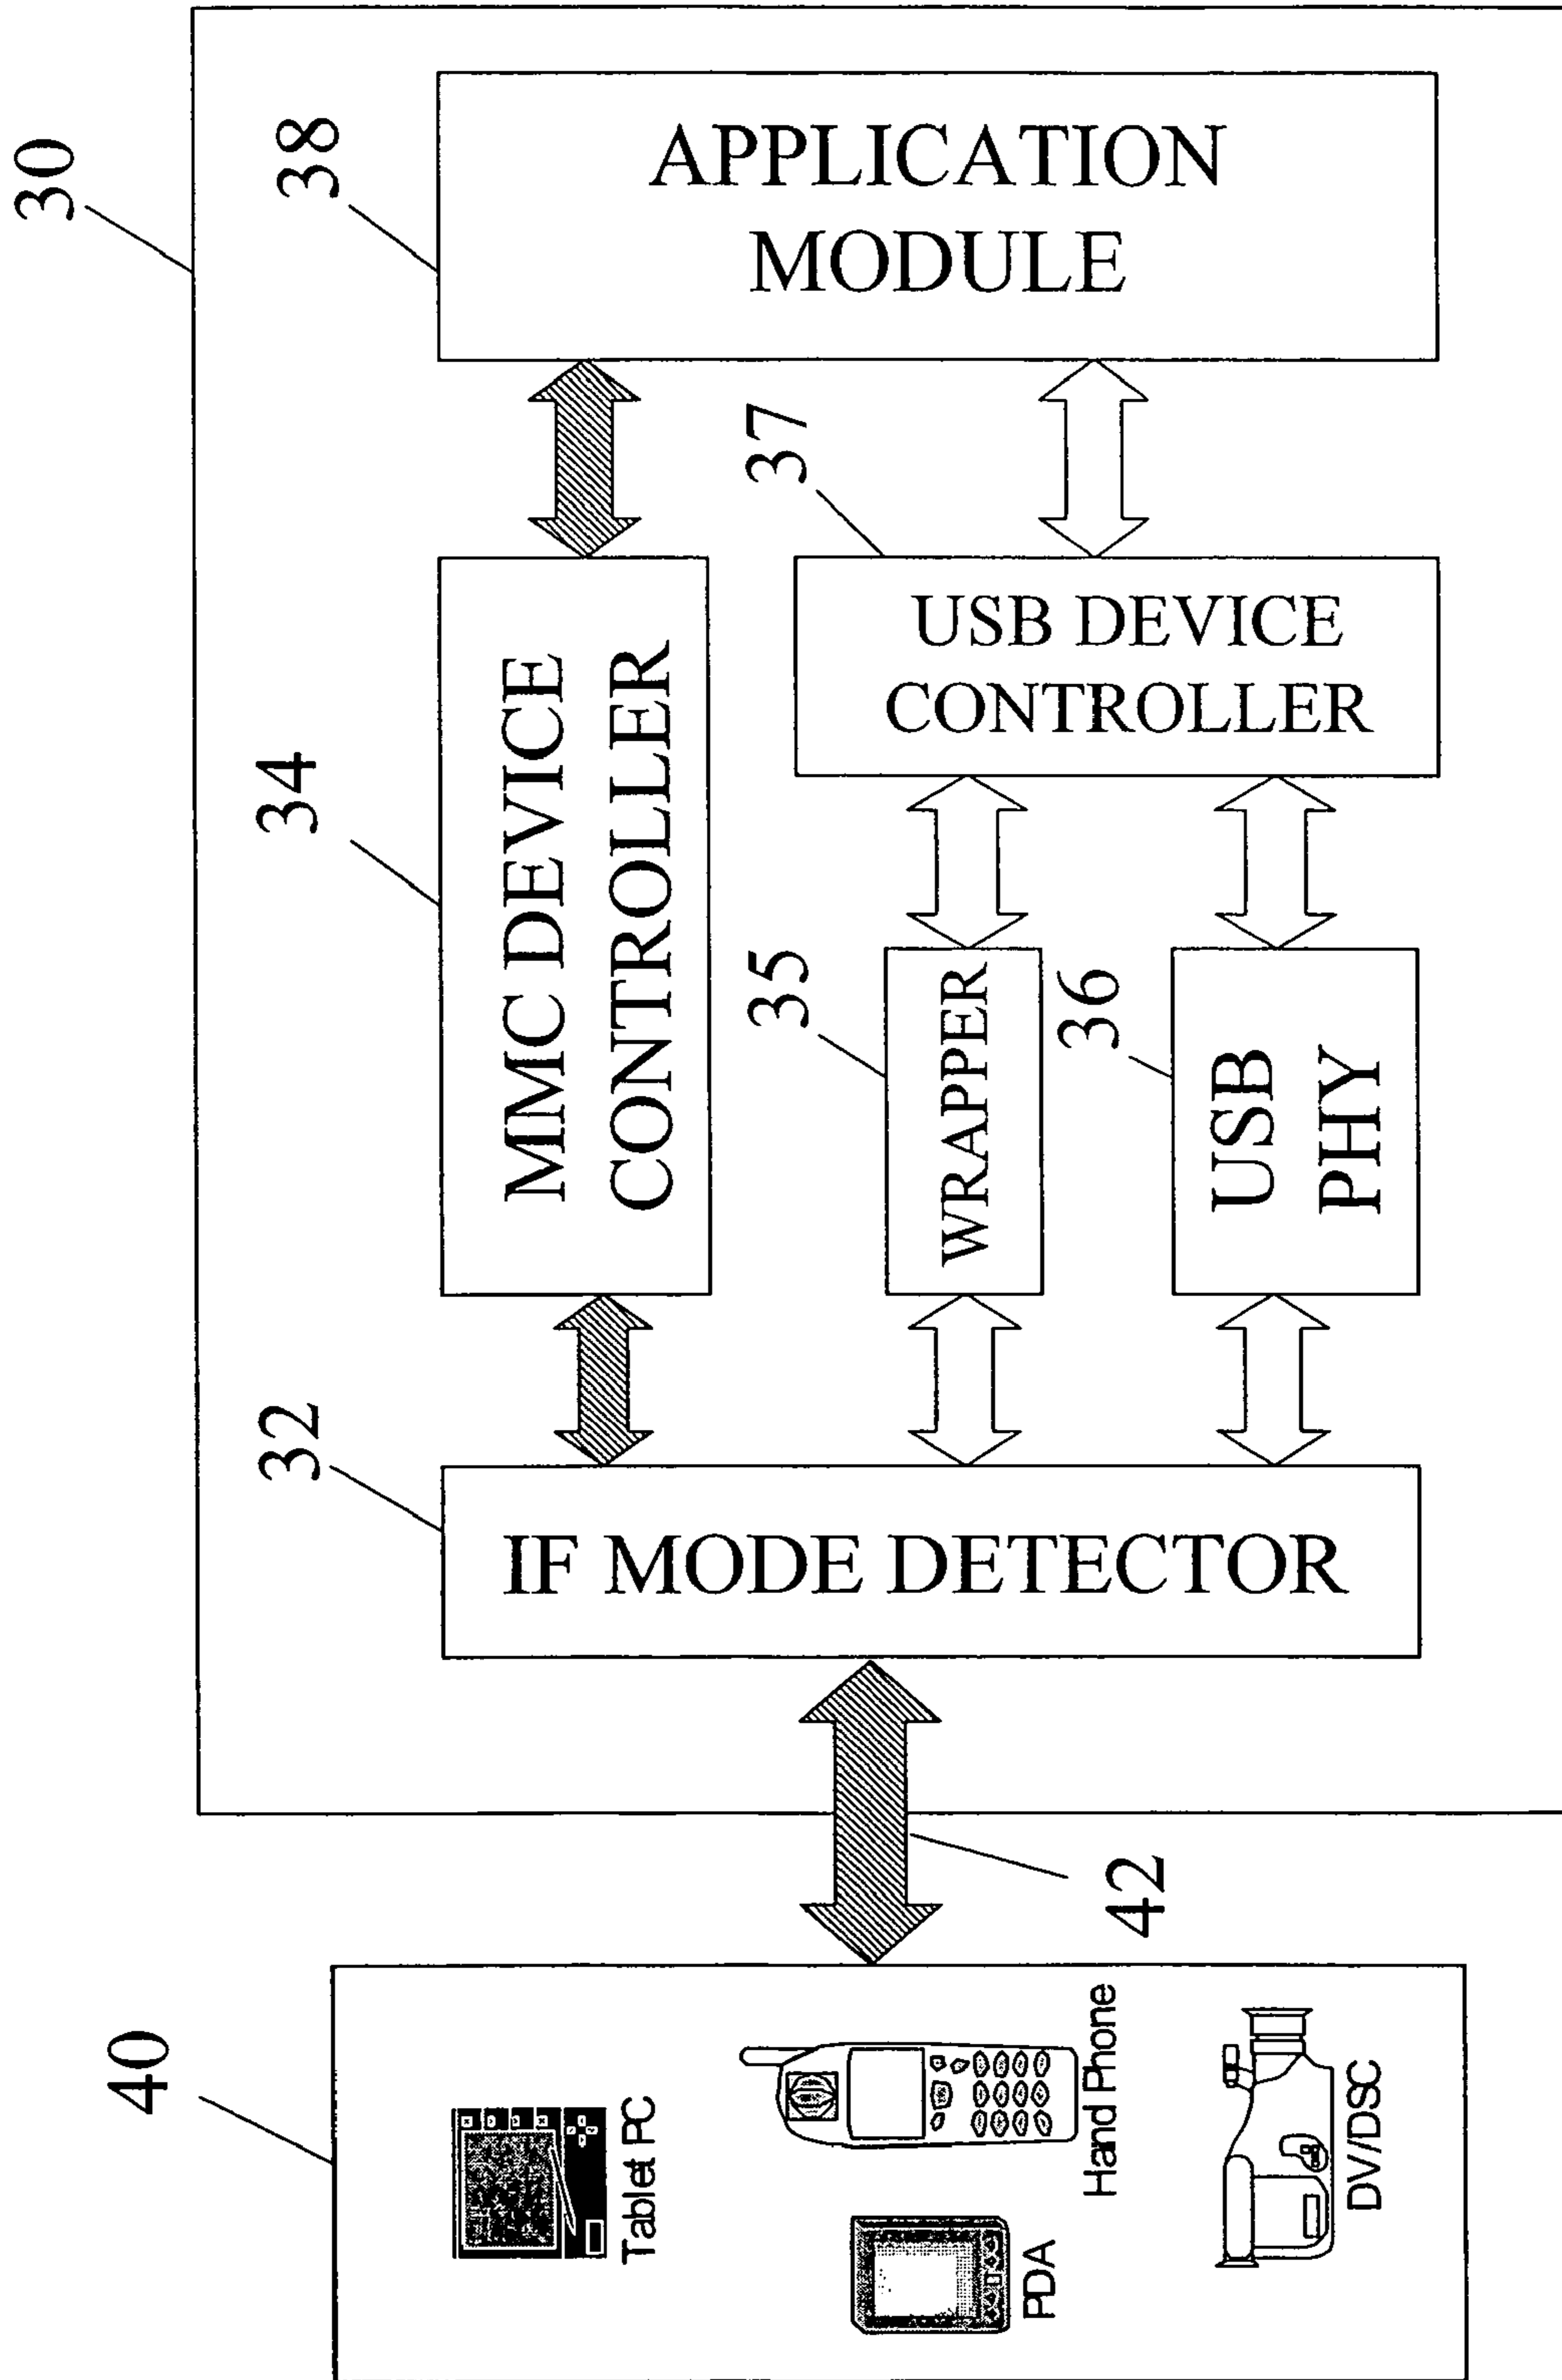 30
38
APPLICATION
MODULE
34
MMC DEVICE
CONTROLLER
37
USB DEVICE
CONTROLLER
35
WRAPPER
36
USB
PHY
32
IF MODE DETECTOR
42
40
Tablet PC
Hand Phone
PDA
DV/DSC